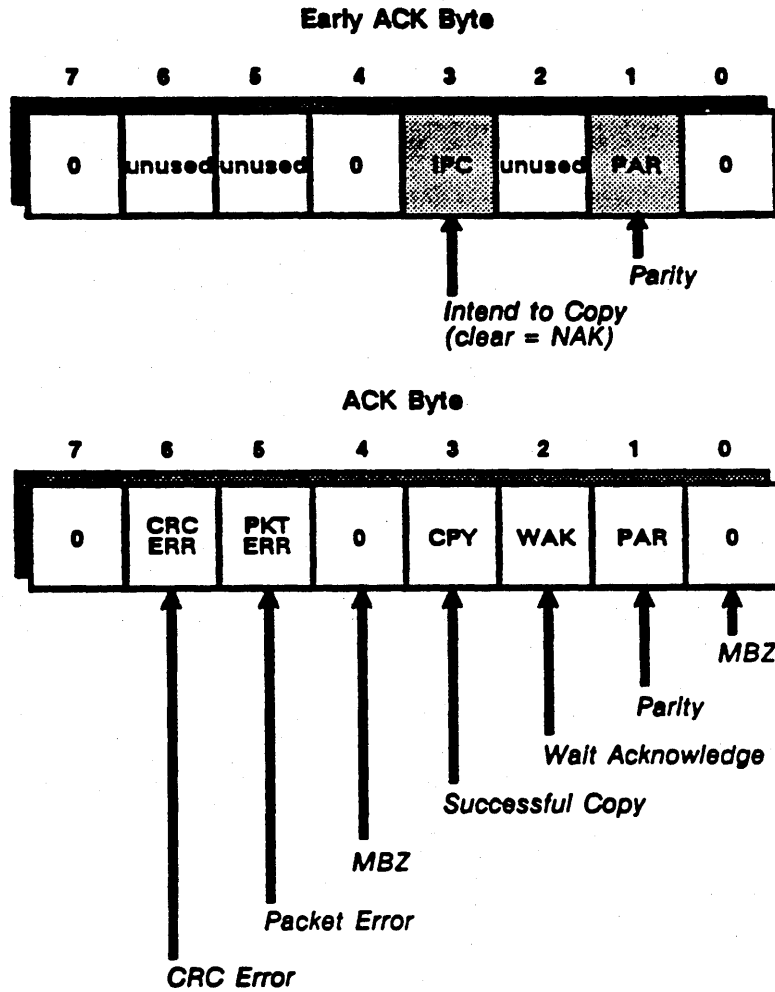 Early ACK Byte
7 6 5 4 3 2 1 0
0 unused unused 0 IPC unused PAR 0
Parity
Intend to Copy
(clear = NAK)
ACK Byte
7 6 5 4 3 2 1 0
0 CRC ERR PKT ERR 0 CPY WAK PAR 0
MBZ
Parity
Wait Acknowledge
Successful Copy
MBZ
Packet Error
CRC Error